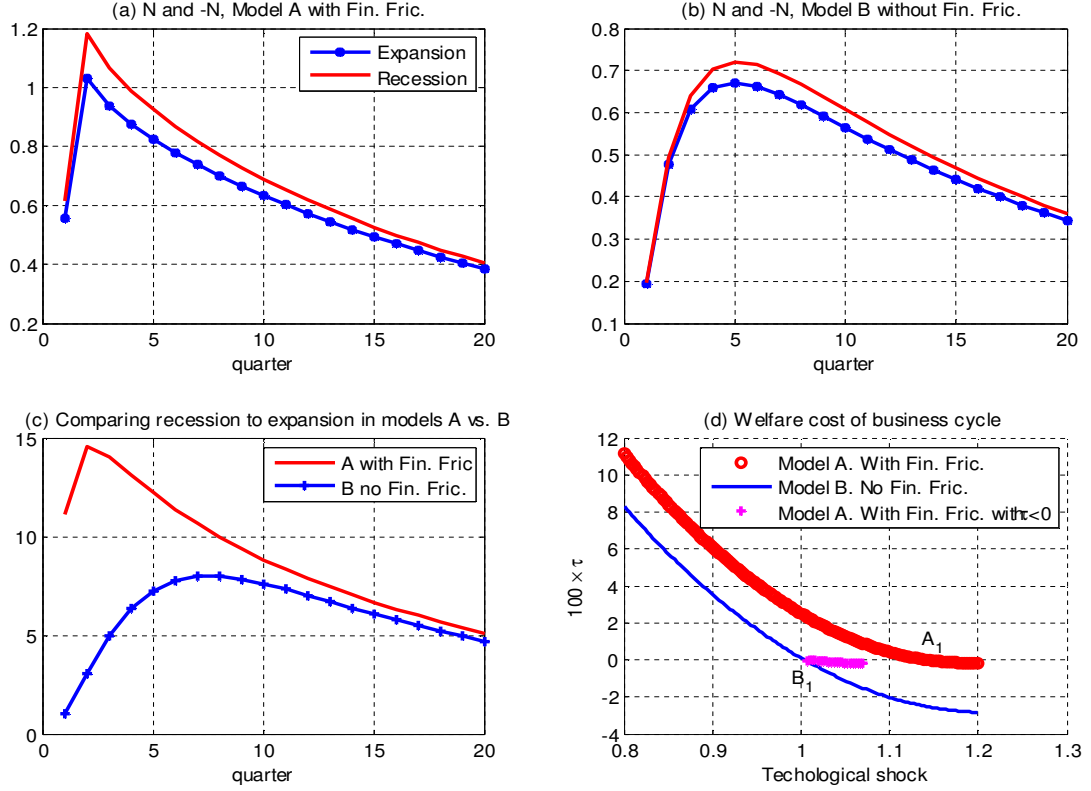 (a) N and -N, Model A with Fin. Fric.
1.2
1
0.8
0.6
0.4
0.2
0 5 10 15 20
quarter
Expansion
Recession
(b) N and -N, Model B without Fin. Fric.
0.8
0.7
0.6
0.5
0.4
0.3
0.2
0.1
0 5 10 15 20
quarter
(c) Comparing recession to expansion in models A vs. B
15
10
5
0
0 5 10 15 20
quarter
A with Fin. Fric
B no Fin. Fric.
(d) Welfare cost of business cycle
12
10
8
6
4
2
0
-2
-4
100 × τ
0.8 0.9 1 1.1 1.2 1.3
Techological shock
Model A. With Fin. Fric.
Model B. No Fin. Fric.
Model A. With Fin. Fric. withτ<0
A1
B1